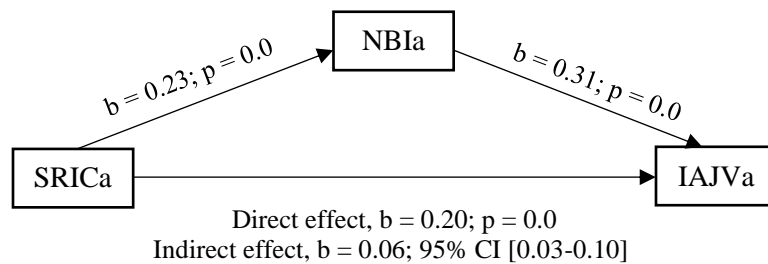 NBIa
b = 0.23; p = 0.0
b = 0.31; p = 0.0
SRICa
IAJVa
Direct effect, b = 0.20; p = 0.0
Indirect effect, b = 0.06; 95% CI [0.03-0.10]